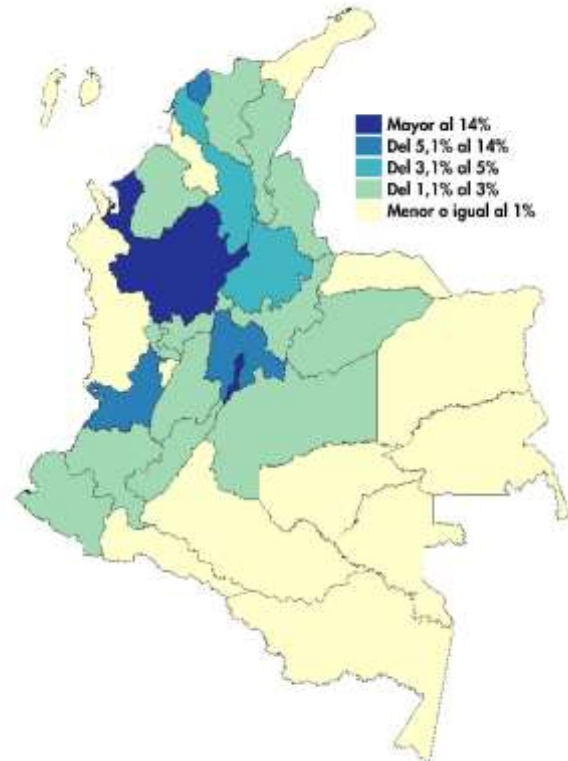 Mayor al 14%
Del 5,1% al 14%
Del 3,1% al 5%
Del 1,1% al 3%
Menor o igual al 1%